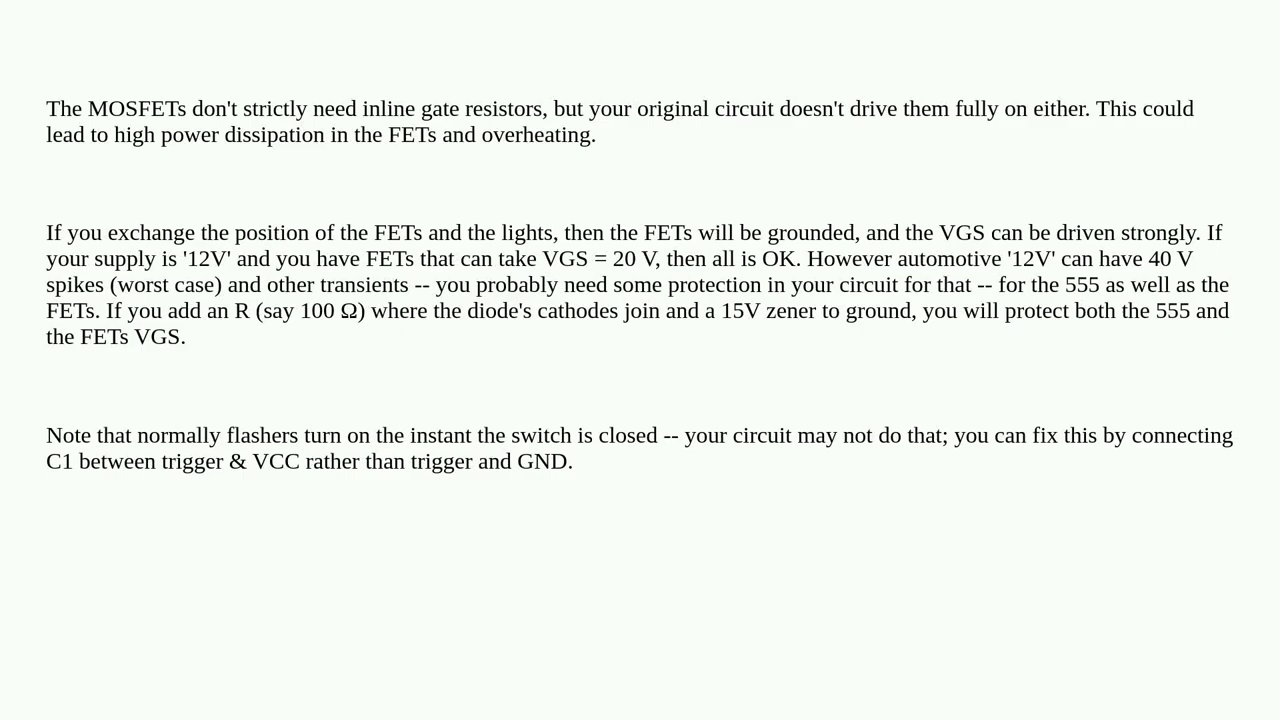 The MOSFETs don't strictly need inline gate resistors, but your original circuit doesn't drive them fully on either. This could
lead to high power dissipation in the FETs and overheating.
If you exchange the position of the FETs and the lights, then the FETs will be grounded, and the VGS can be driven strongly. If
your supply is '12V' and you have FETs that can take VGS = 20 V, then all is OK. However automotive '12V' can have 40 V
spikes (worst case) and other transients -- you probably need some protection in your circuit for that -- for the 555 as well as the
FETs. If you add an R (say 100 Ω) where the diode's cathodes join and a 15V zener to ground, you will protect both the 555 and
the FETs VGS.
Note that normally flashers turn on the instant the switch is closed -- your circuit may not do that; you can fix this by connecting
C1 between trigger & VCC rather than trigger and GND.